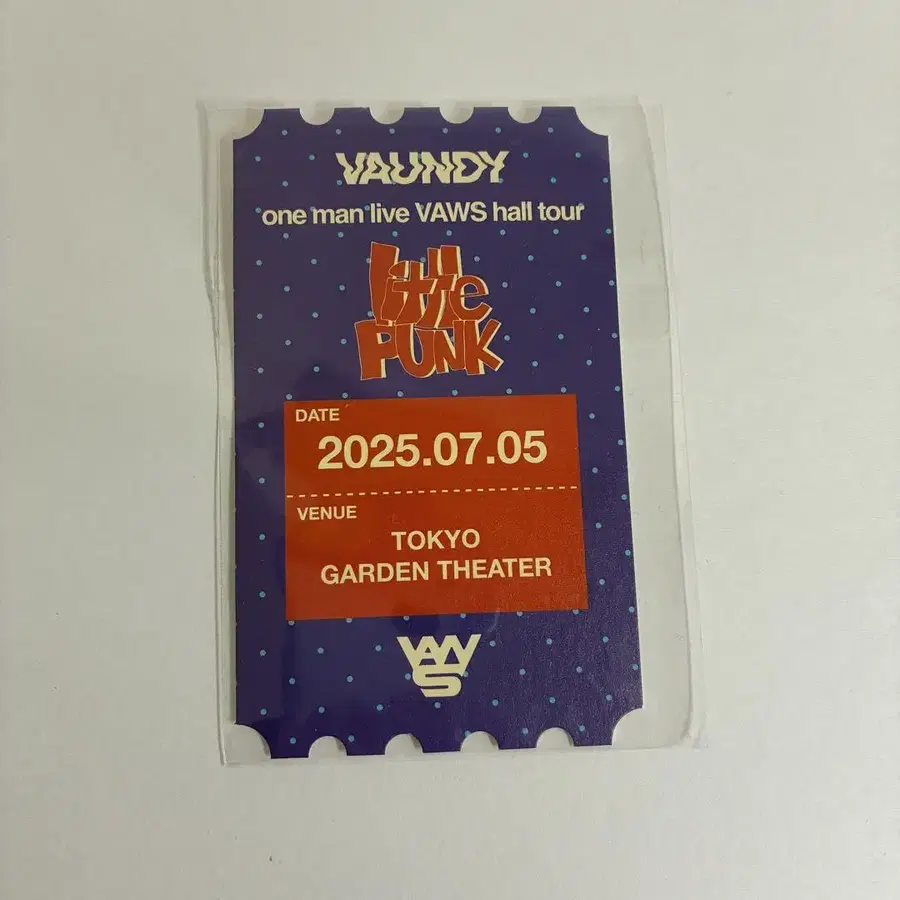 VAUNDY
one man live VAWS hall tour
little
PUNK
DATE
2025.07.05
VENUE
TOKYO
GARDEN THEATER
VAWS